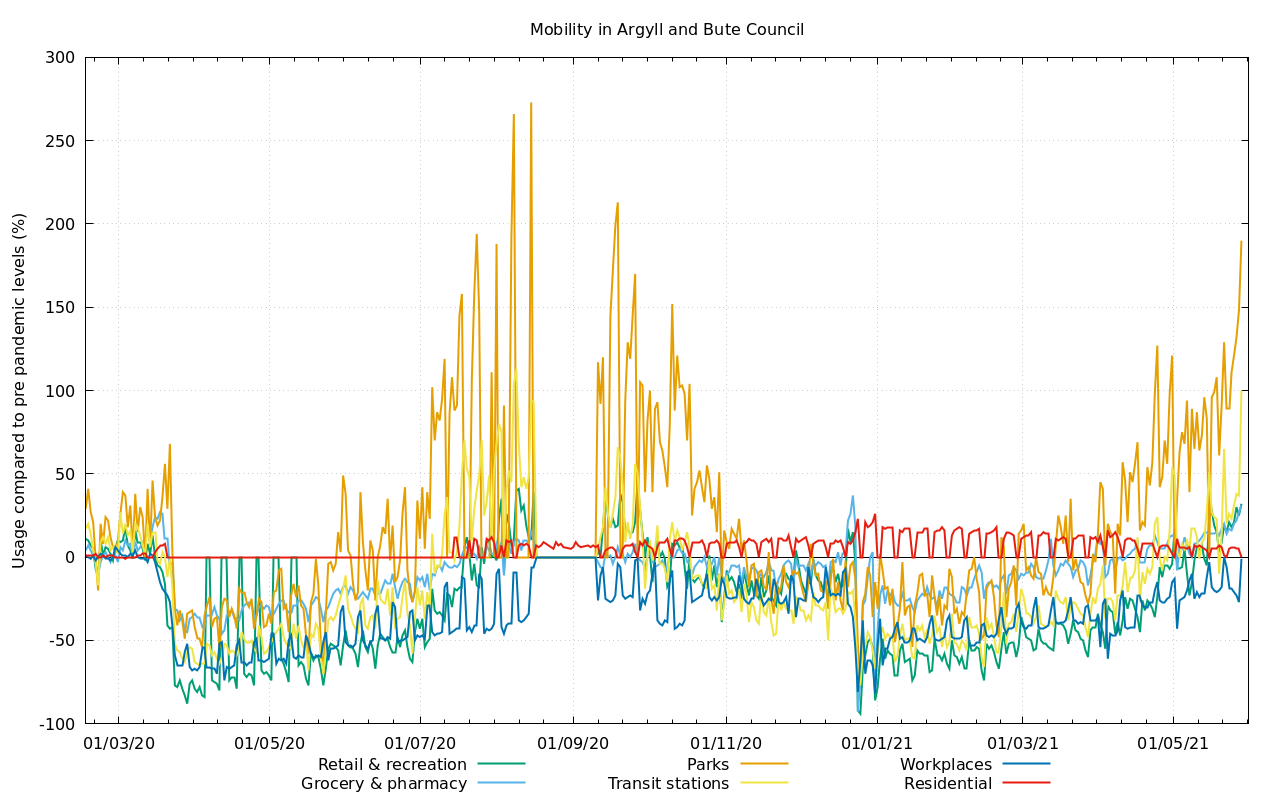 Mobility in Argyll and Bute Council
Usage compared to pre pandemic levels (%)
300
250
200
150
100
50
0
-50
-100
01/03/20 01/05/20 01/07/20 01/09/20 01/11/20 01/01/21 01/03/21 01/05/21
Retail & recreation Parks Workplaces
Grocery & pharmacy Transit stations Residential